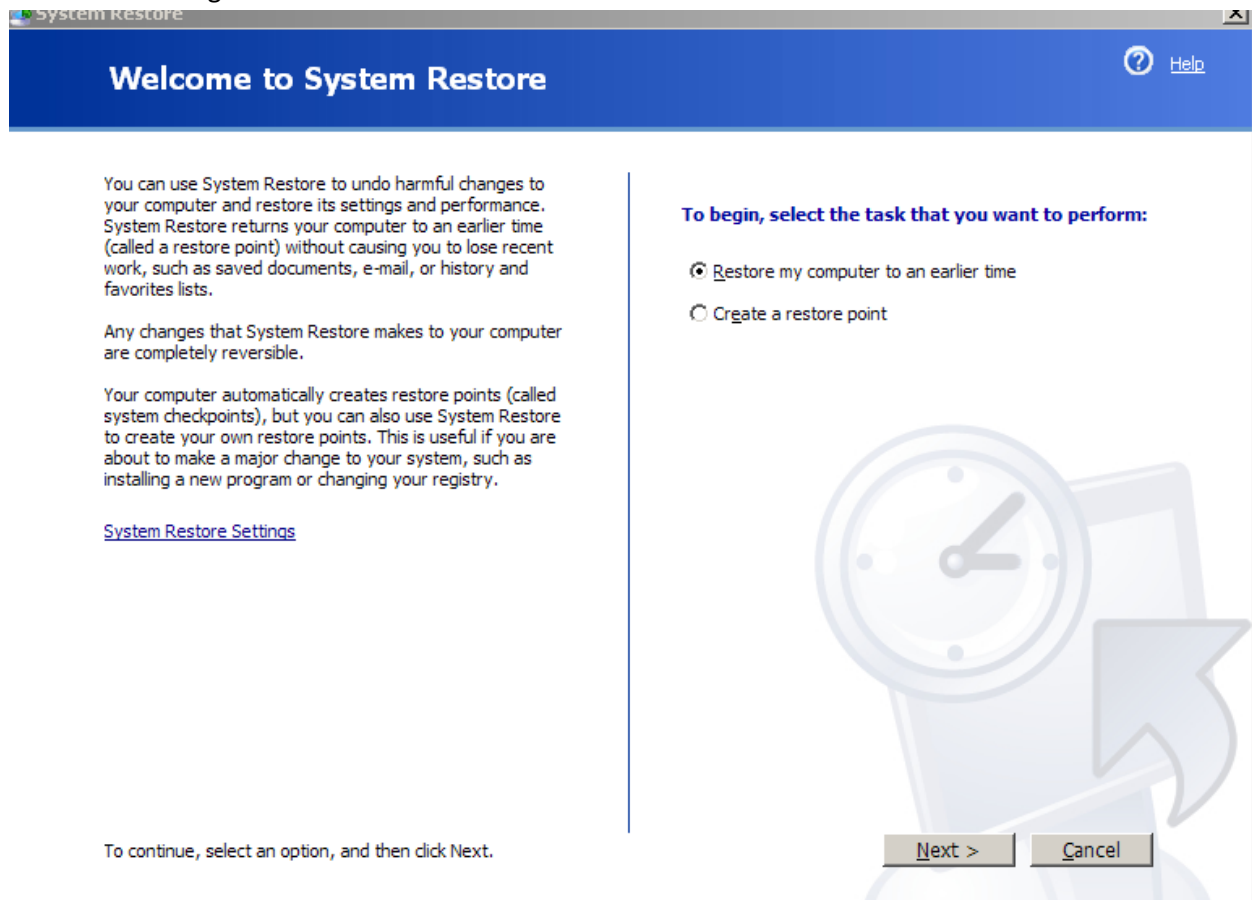 System Restore
Welcome to System Restore
Help
You can use System Restore to undo harmful changes to
your computer and restore its settings and performance.
System Restore returns your computer to an earlier time
(called a restore point) without causing you to lose recent
work, such as saved documents, e-mail, or history and
favorites lists.
Any changes that System Restore makes to your computer
are completely reversible.
Your computer automatically creates restore points (called
system checkpoints), but you can also use System Restore
to create your own restore points. This is useful if you are
about to make a major change to your system, such as
installing a new program or changing your registry.
System Restore Settings
To begin, select the task that you want to perform:
Restore my computer to an earlier time
Create a restore point
To continue, select an option, and then click Next.
Next >
Cancel